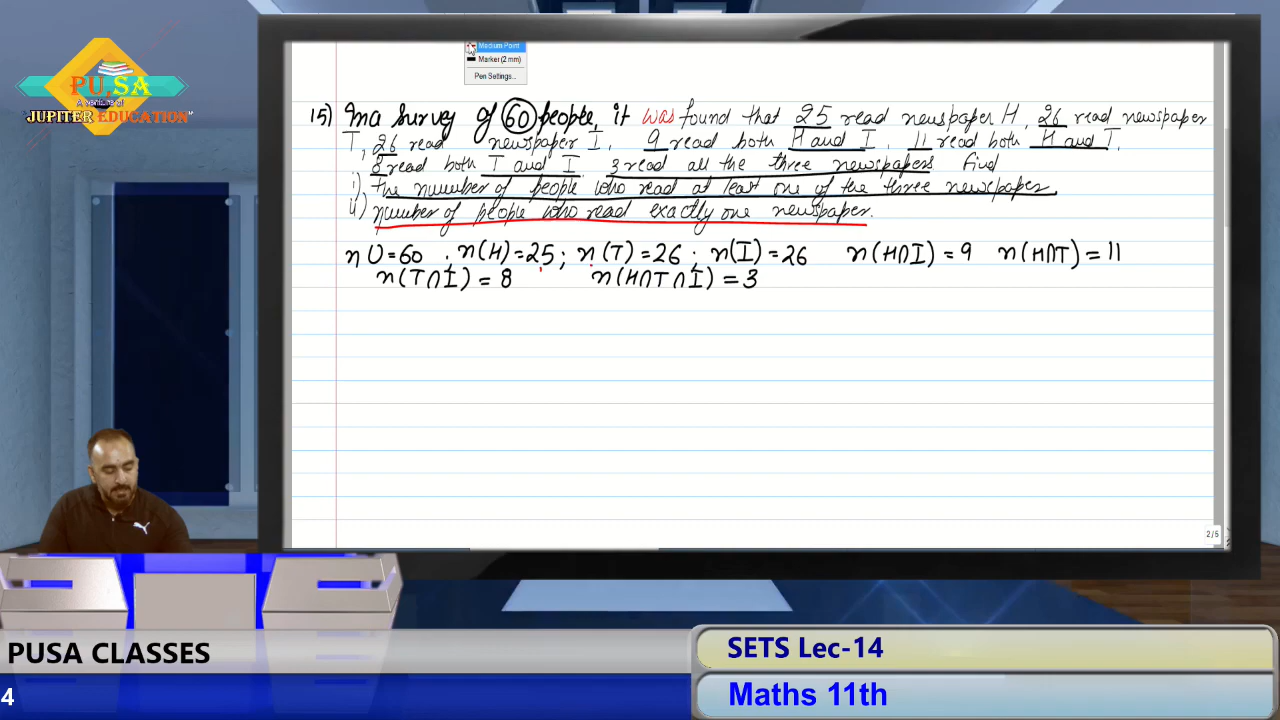 Medium Point
Marker (2 mm)
Pen Settings...
PU,SA
A venture of
JUPITER EDUCATION"
15) In a Survey of 60 people, it was found that 25 read newspaper H, 26 read newspaper
T, 26 read newspaper I, 9 read both H and I, 11 read both H and T,
8 read both T and I. 3 read all the three newspapers find
i) the number of people who read at least one of the three newspaper
ii) number of people who read exactly one newspaper.
n( )=60 ; n(H)=25; n(T)=26 ; n(I)=26 n(H∩I)=9 n(H∩T)=11
n(T∩I)=8 n(H∩T∩I)=3
2/5
PUSA CLASSES
SETS Lec-14
4
Maths 11th